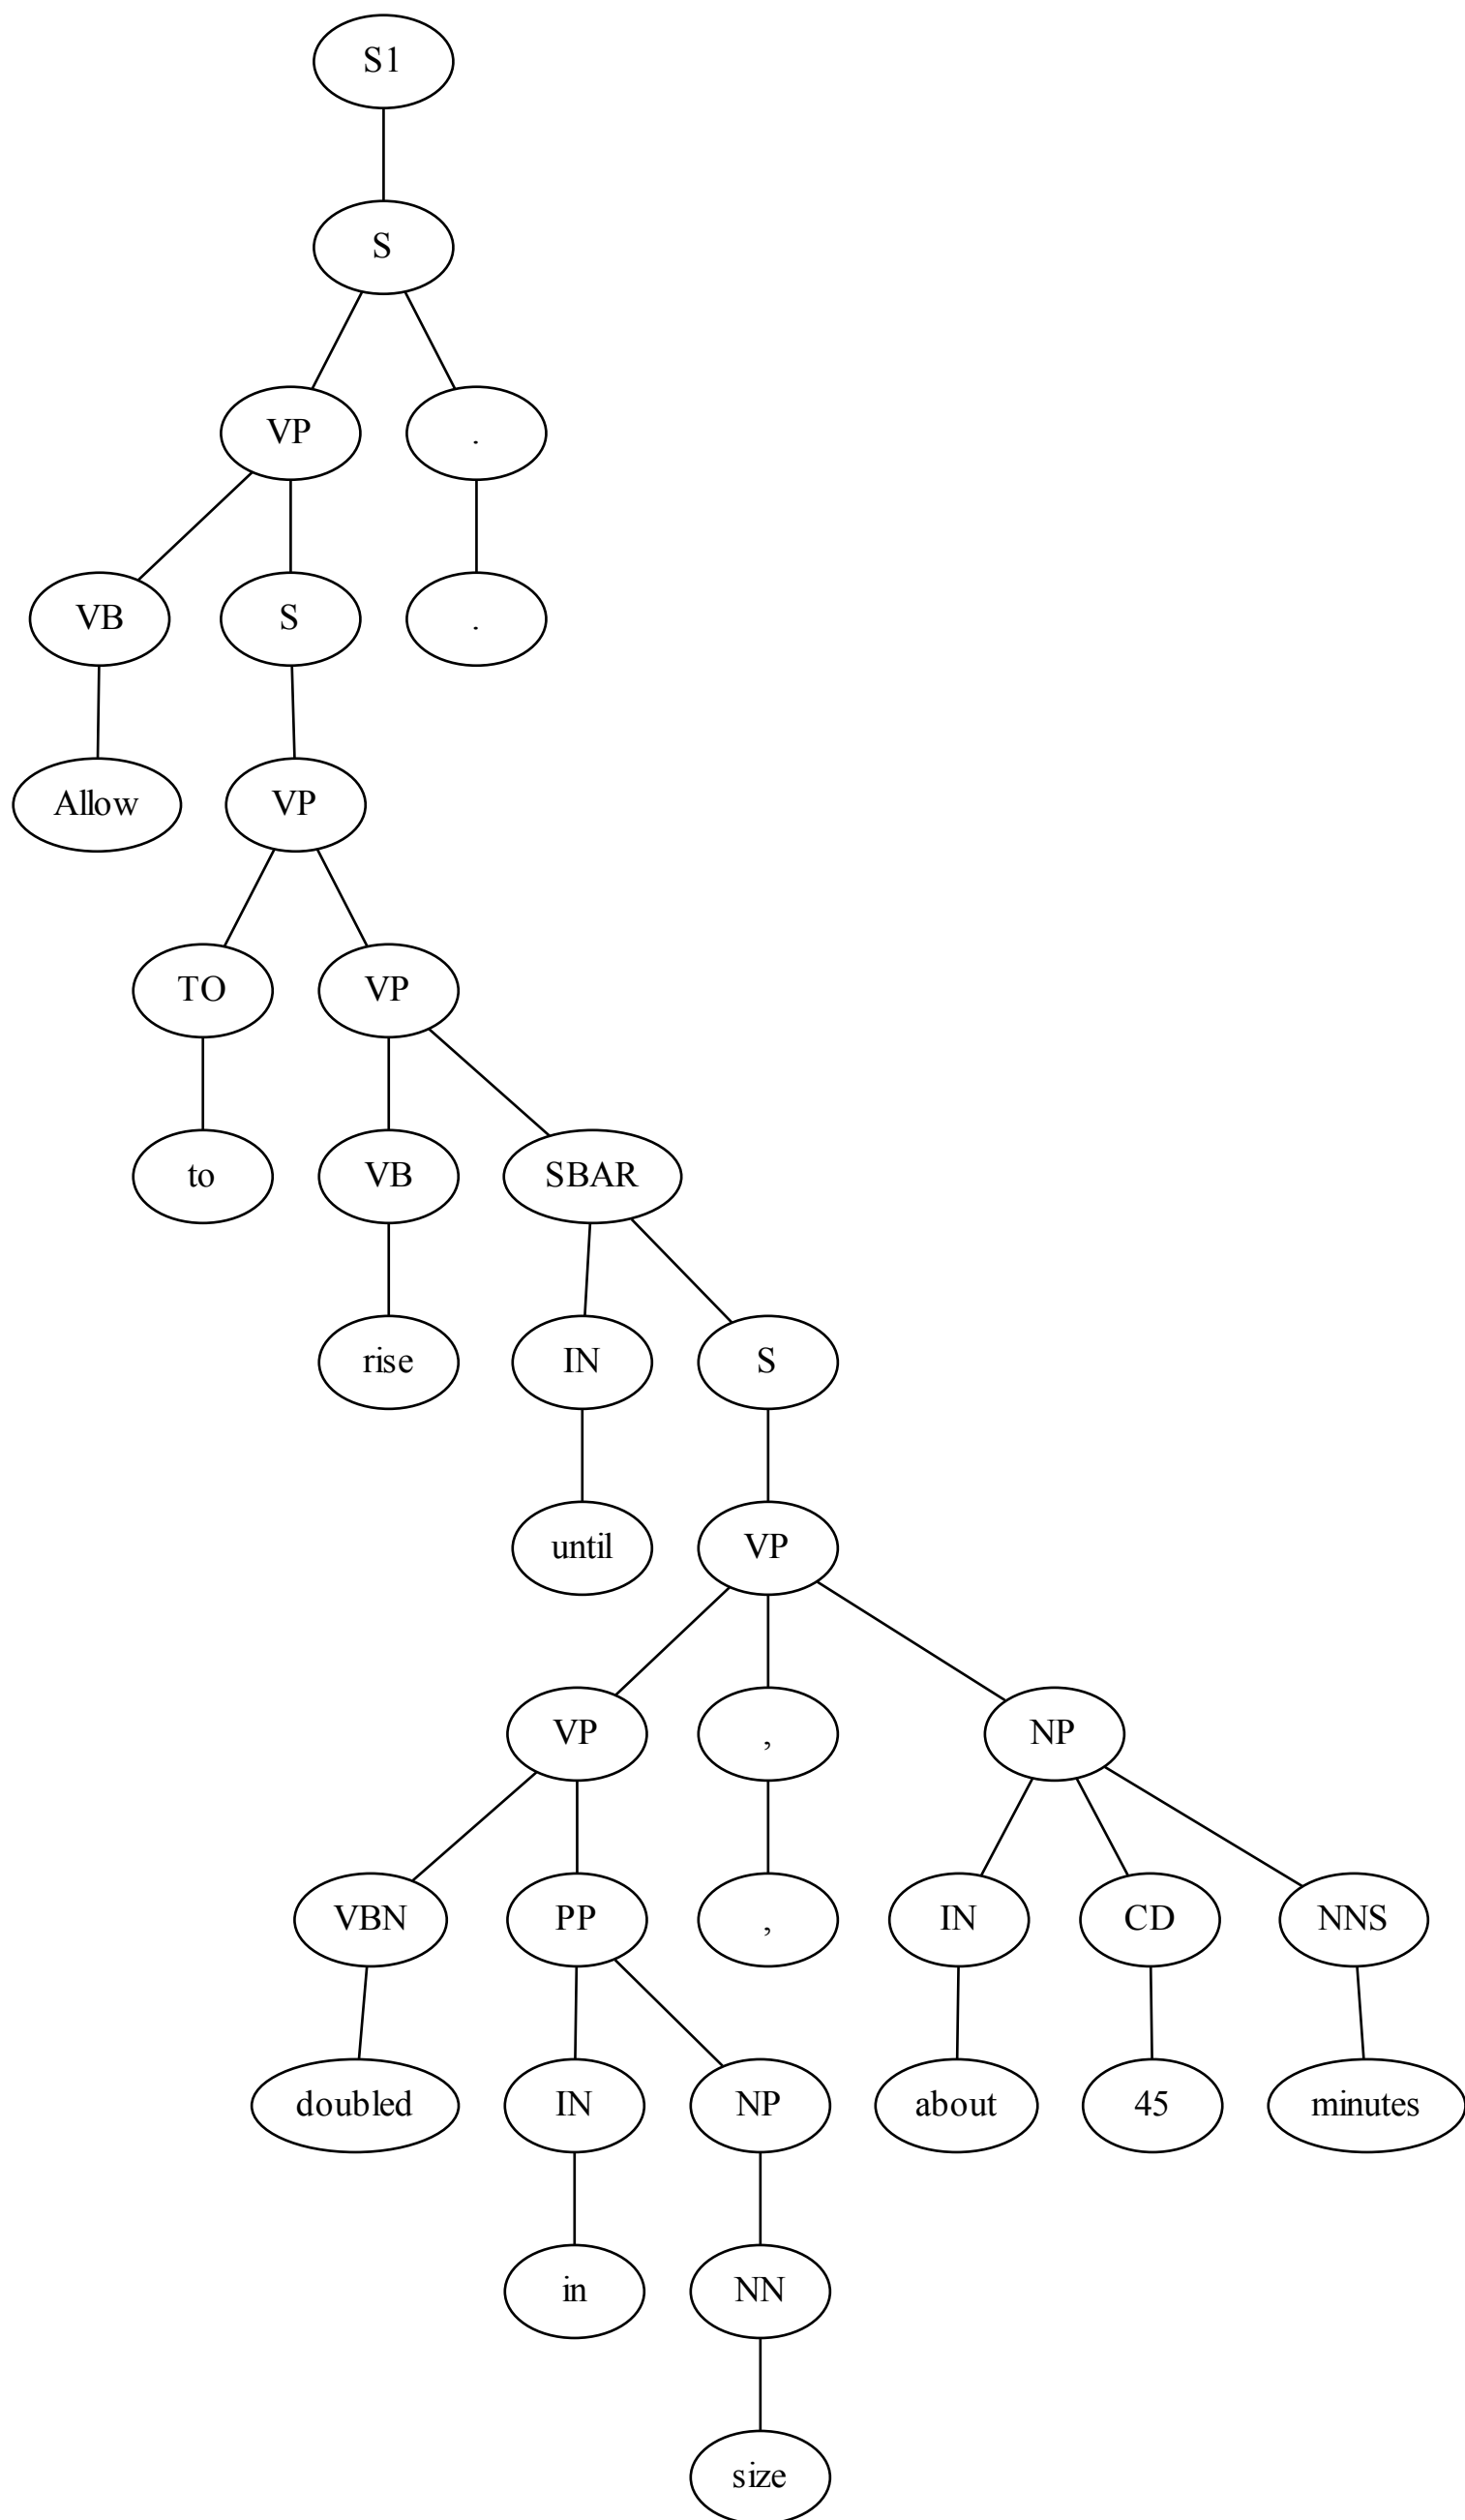 S1
S
VP .
VB S .
Allow VP
TO VP
to VB SBAR
rise IN S
until VP
VP , NP
VBN PP , IN CD NNS
doubled IN NP about 45 minutes
in NN
size